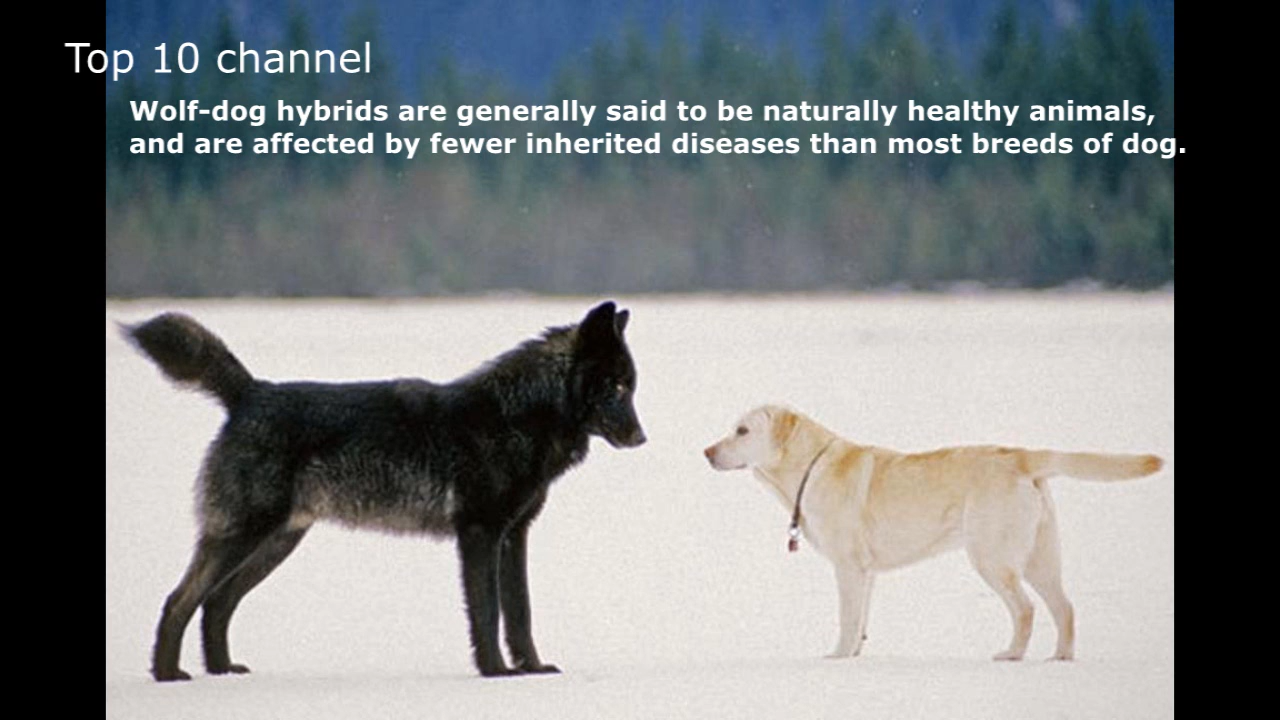 Top 10 channel
Wolf-dog hybrids are generally said to be naturally healthy animals,
and are affected by fewer inherited diseases than most breeds of dog.